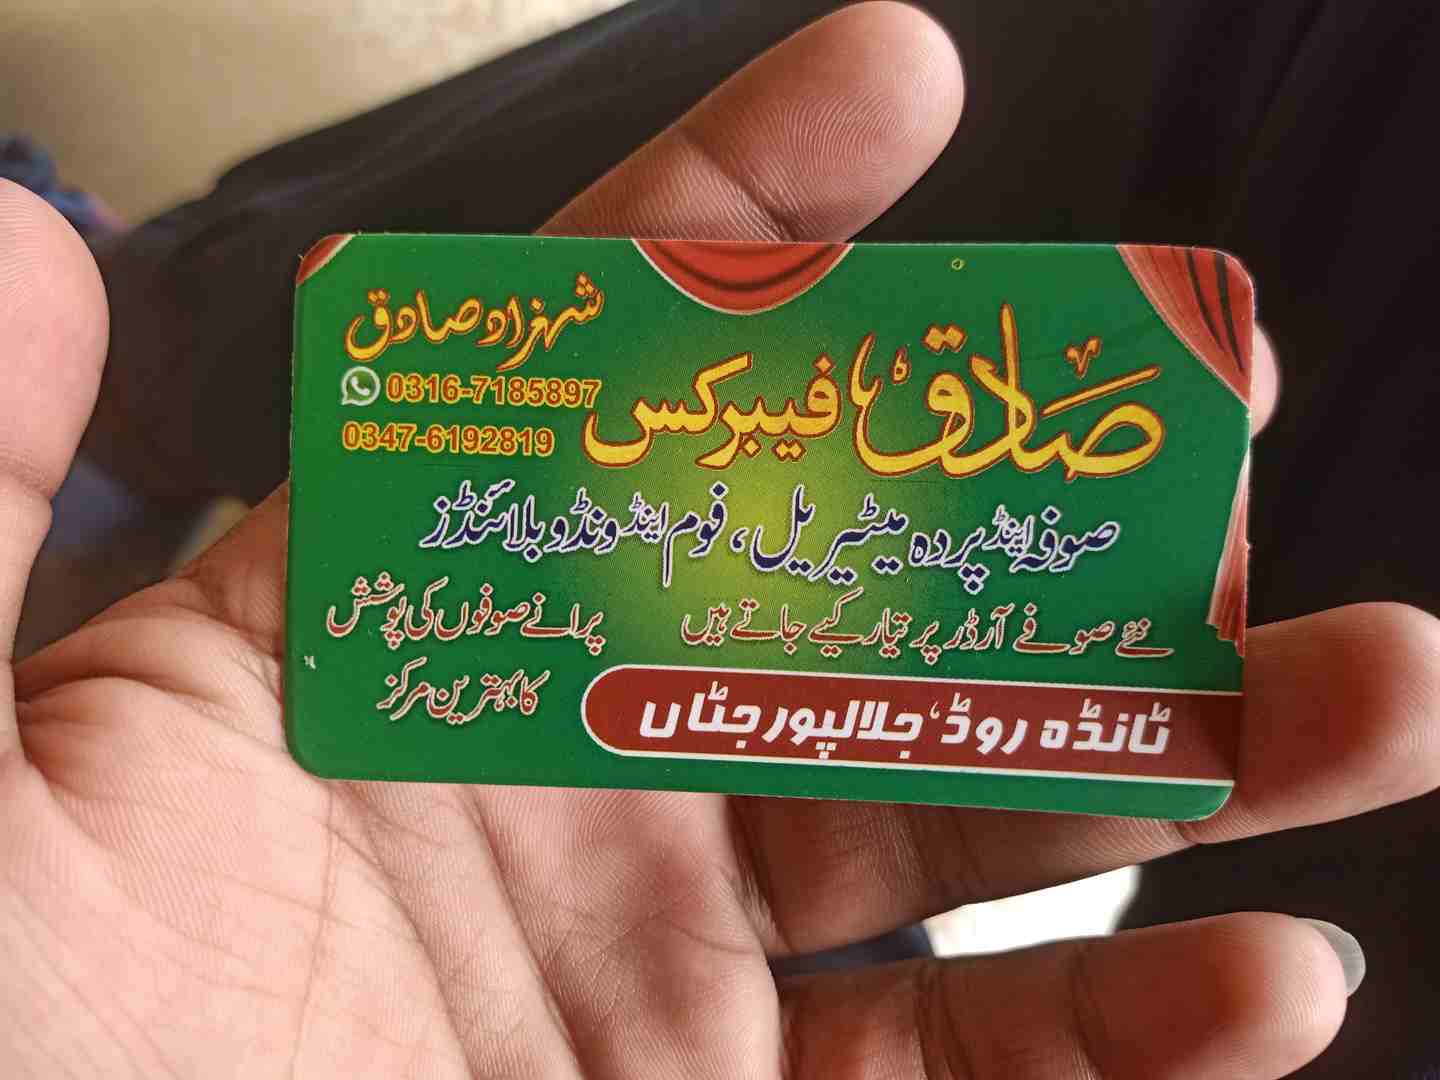 صادق فیبرکس
شہزاد صادق
0316-7185897
0347-6192819
صوفہ اینڈ پردہ میٹیریل، فوم اینڈ ونڈو بلائنڈز
نئے صوفے آرڈر پر تیار کیے جاتے ہیں
پرانے صوفوں کی پوشش
کا بہترین مرکز
ٹانڈہ روڈ، جلالپور جٹاں